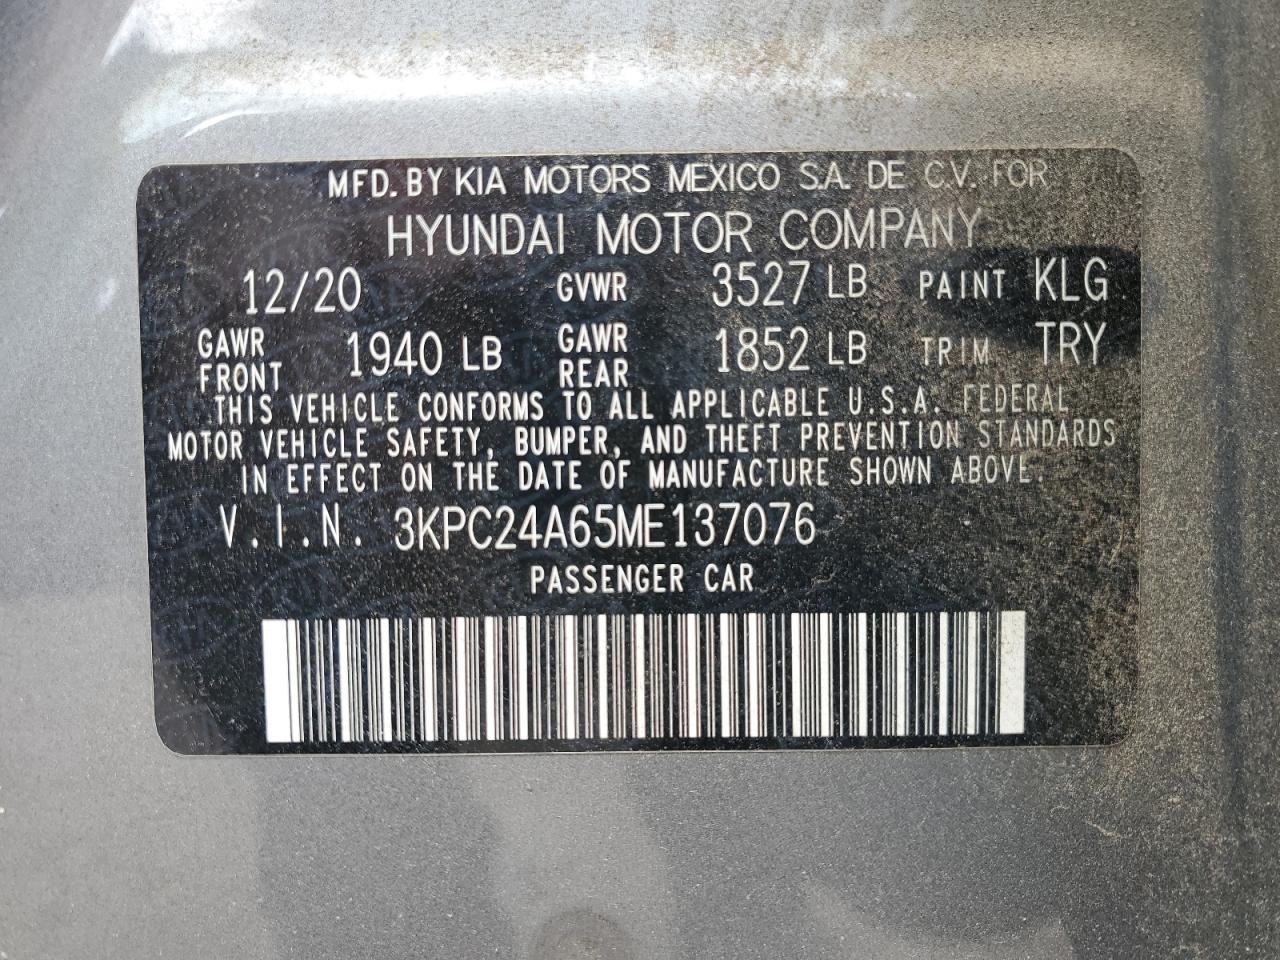 MFD. BY KIA MOTORS MEXICO S.A. DE C.V. FOR
HYUNDAI MOTOR COMPANY
12/20 GVWR 3527 LB PAINT KLG
GAWR FRONT 1940 LB GAWR REAR 1852 LB TRIM TRY
THIS VEHICLE CONFORMS TO ALL APPLICABLE U.S.A. FEDERAL
MOTOR VEHICLE SAFETY, BUMPER, AND THEFT PREVENTION STANDARDS
IN EFFECT ON THE DATE OF MANUFACTURE SHOWN ABOVE.
V.I.N. 3KPC24A65ME137076
PASSENGER CAR